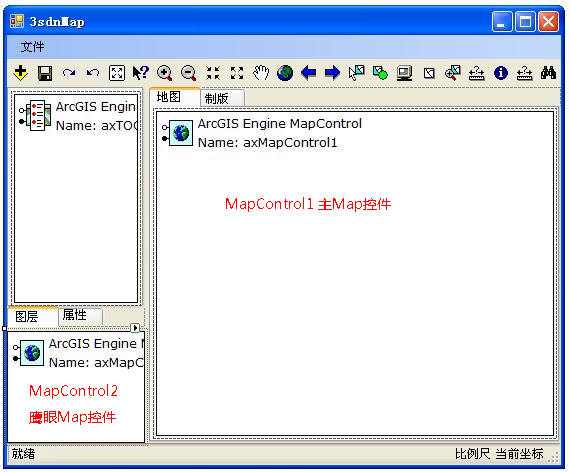 3sdnMap
文件
ArcGIS Engin
Name: axTOC
图层 属性
ArcGIS Engine M
Name: axMapC
MapControl2
鹰眼Map控件
地图 制版
ArcGIS Engine MapControl
Name: axMapControl1
MapControl1 主Map控件
就绪 比例尺 当前坐标